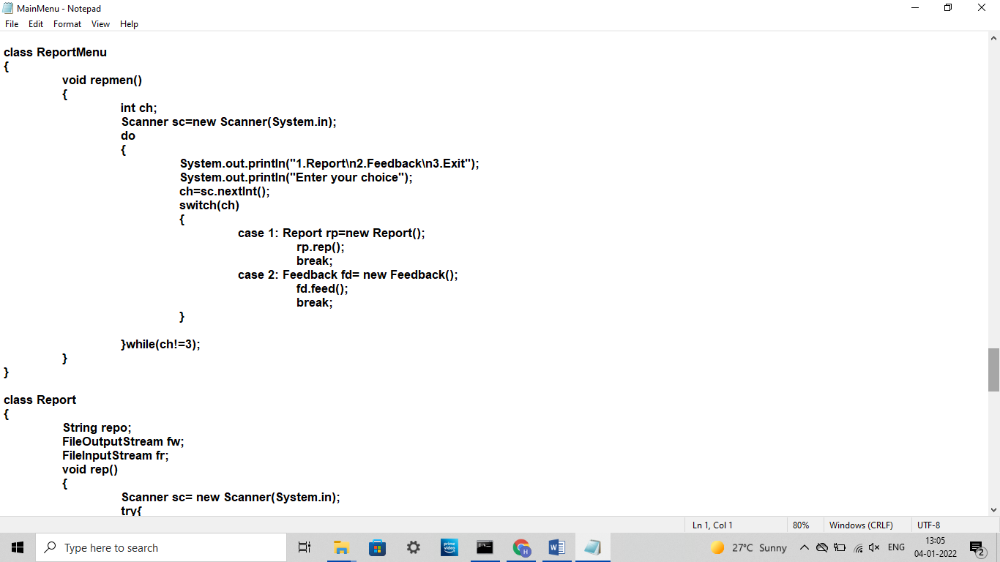 MainMenu - Notepad
File Edit Format View Help
class ReportMenu
{
void repmen()
{
int ch;
Scanner sc=new Scanner(System.in);
do
{
System.out.println("1.Report\n2.Feedback\n3.Exit");
System.out.println("Enter your choice");
ch=sc.nextInt();
switch(ch)
{
case 1: Report rp=new Report();
rp.rep();
break;
case 2: Feedback fd= new Feedback();
fd.feed();
break;
}
}while(ch!=3);
}
}
class Report
{
String repo;
FileOutputStream fw;
FileInputStream fr;
void rep()
{
Scanner sc= new Scanner(System.in);
try{
Ln 1, Col 1 80% Windows (CRLF) UTF-8
Type here to search
prime video
C:\_
H
W
27°C Sunny
ENG
13:05
04-01-2022
2